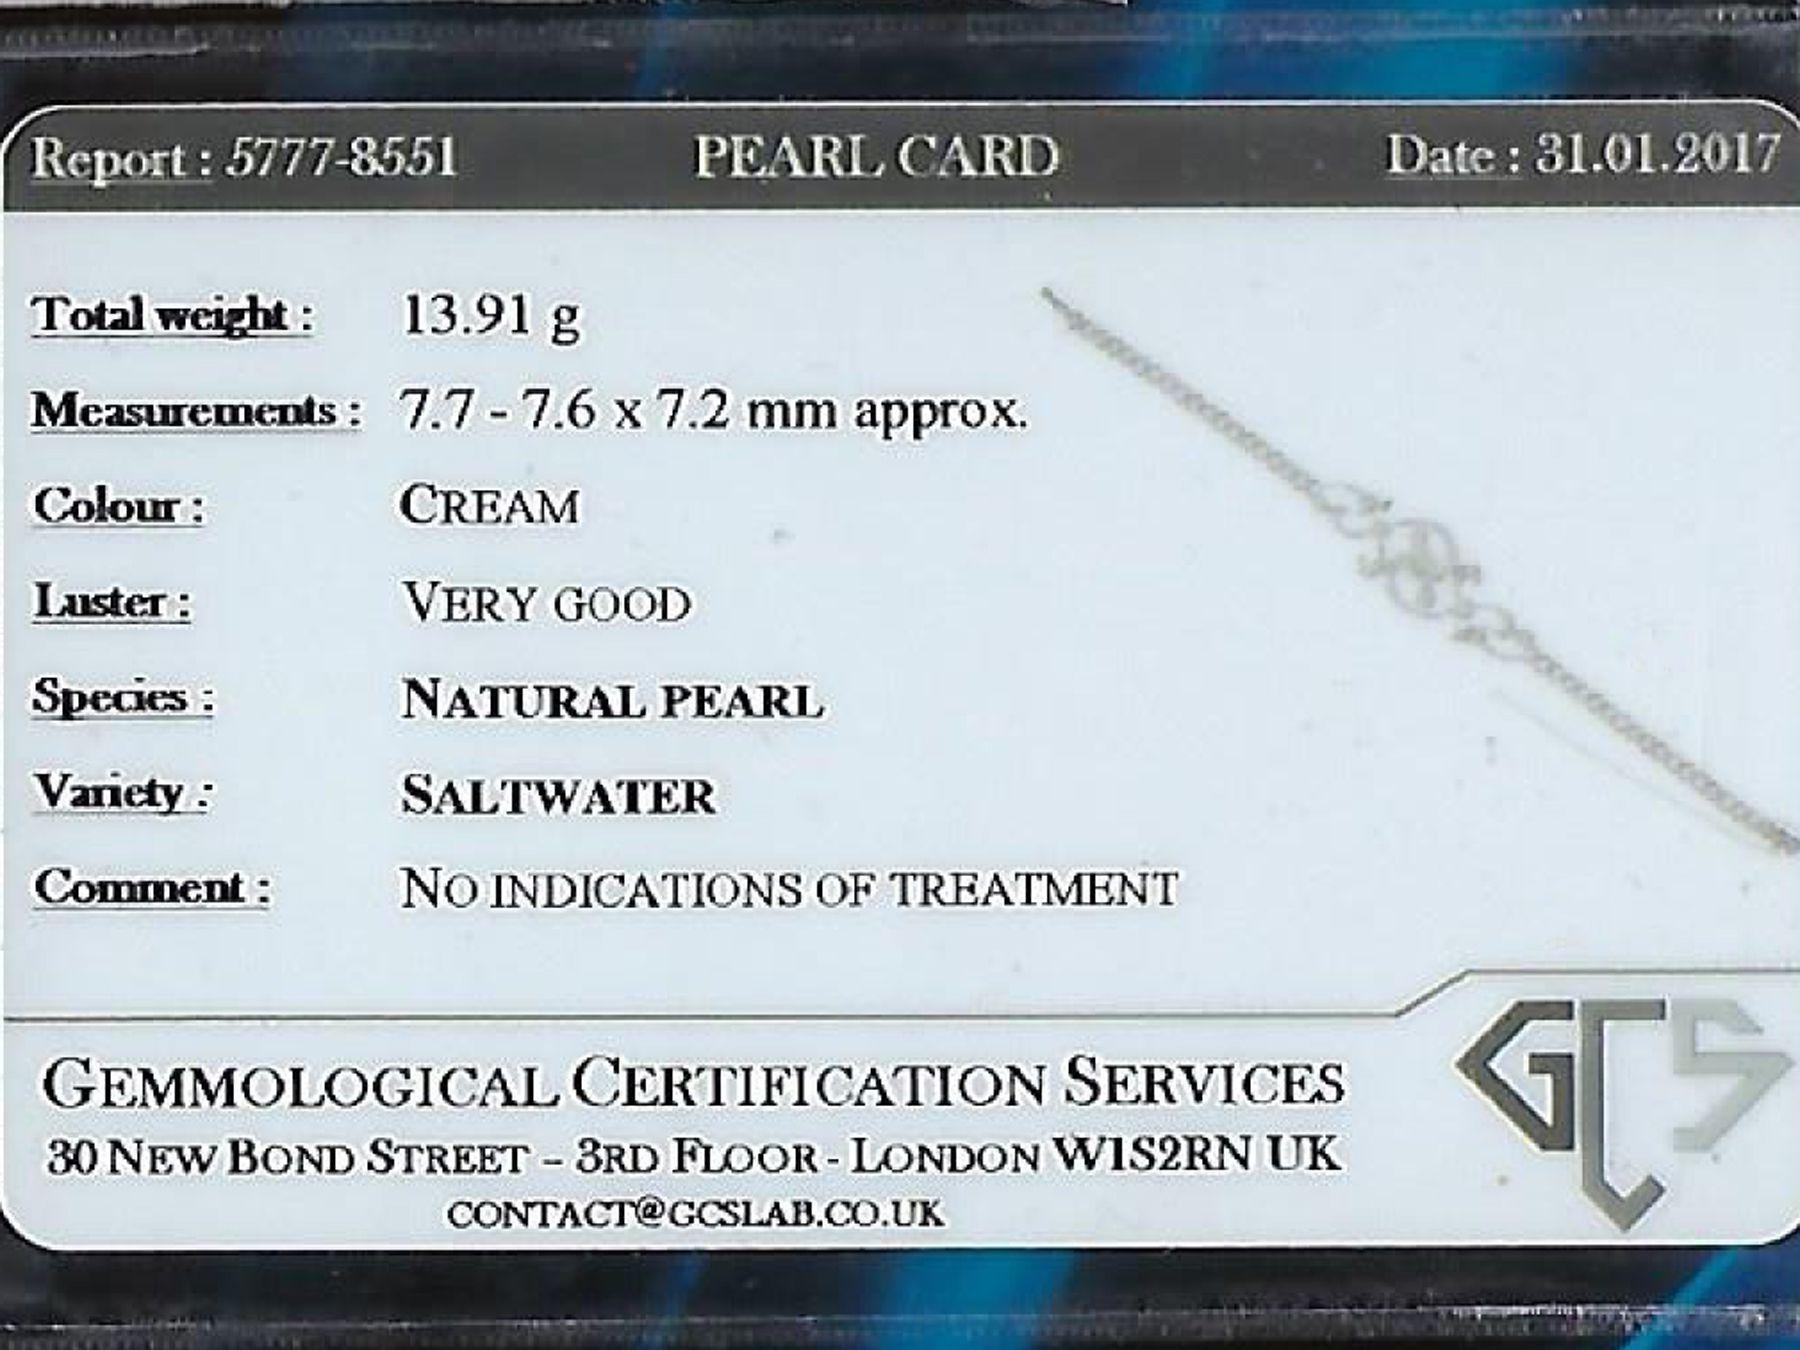 Report : 5777-8551 PEARL CARD Date : 31.01.2017
Total weight : 13.91 g
Measurements : 7.7 - 7.6 x 7.2 mm approx.
Colour : CREAM
Luster : VERY GOOD
Species : NATURAL PEARL
Variety : SALTWATER
Comment : NO INDICATIONS OF TREATMENT
GEMMOLOGICAL CERTIFICATION SERVICES
30 NEW BOND STREET – 3RD FLOOR - LONDON W1S2RN UK
CONTACT@GCSLAB.CO.UK
GCS